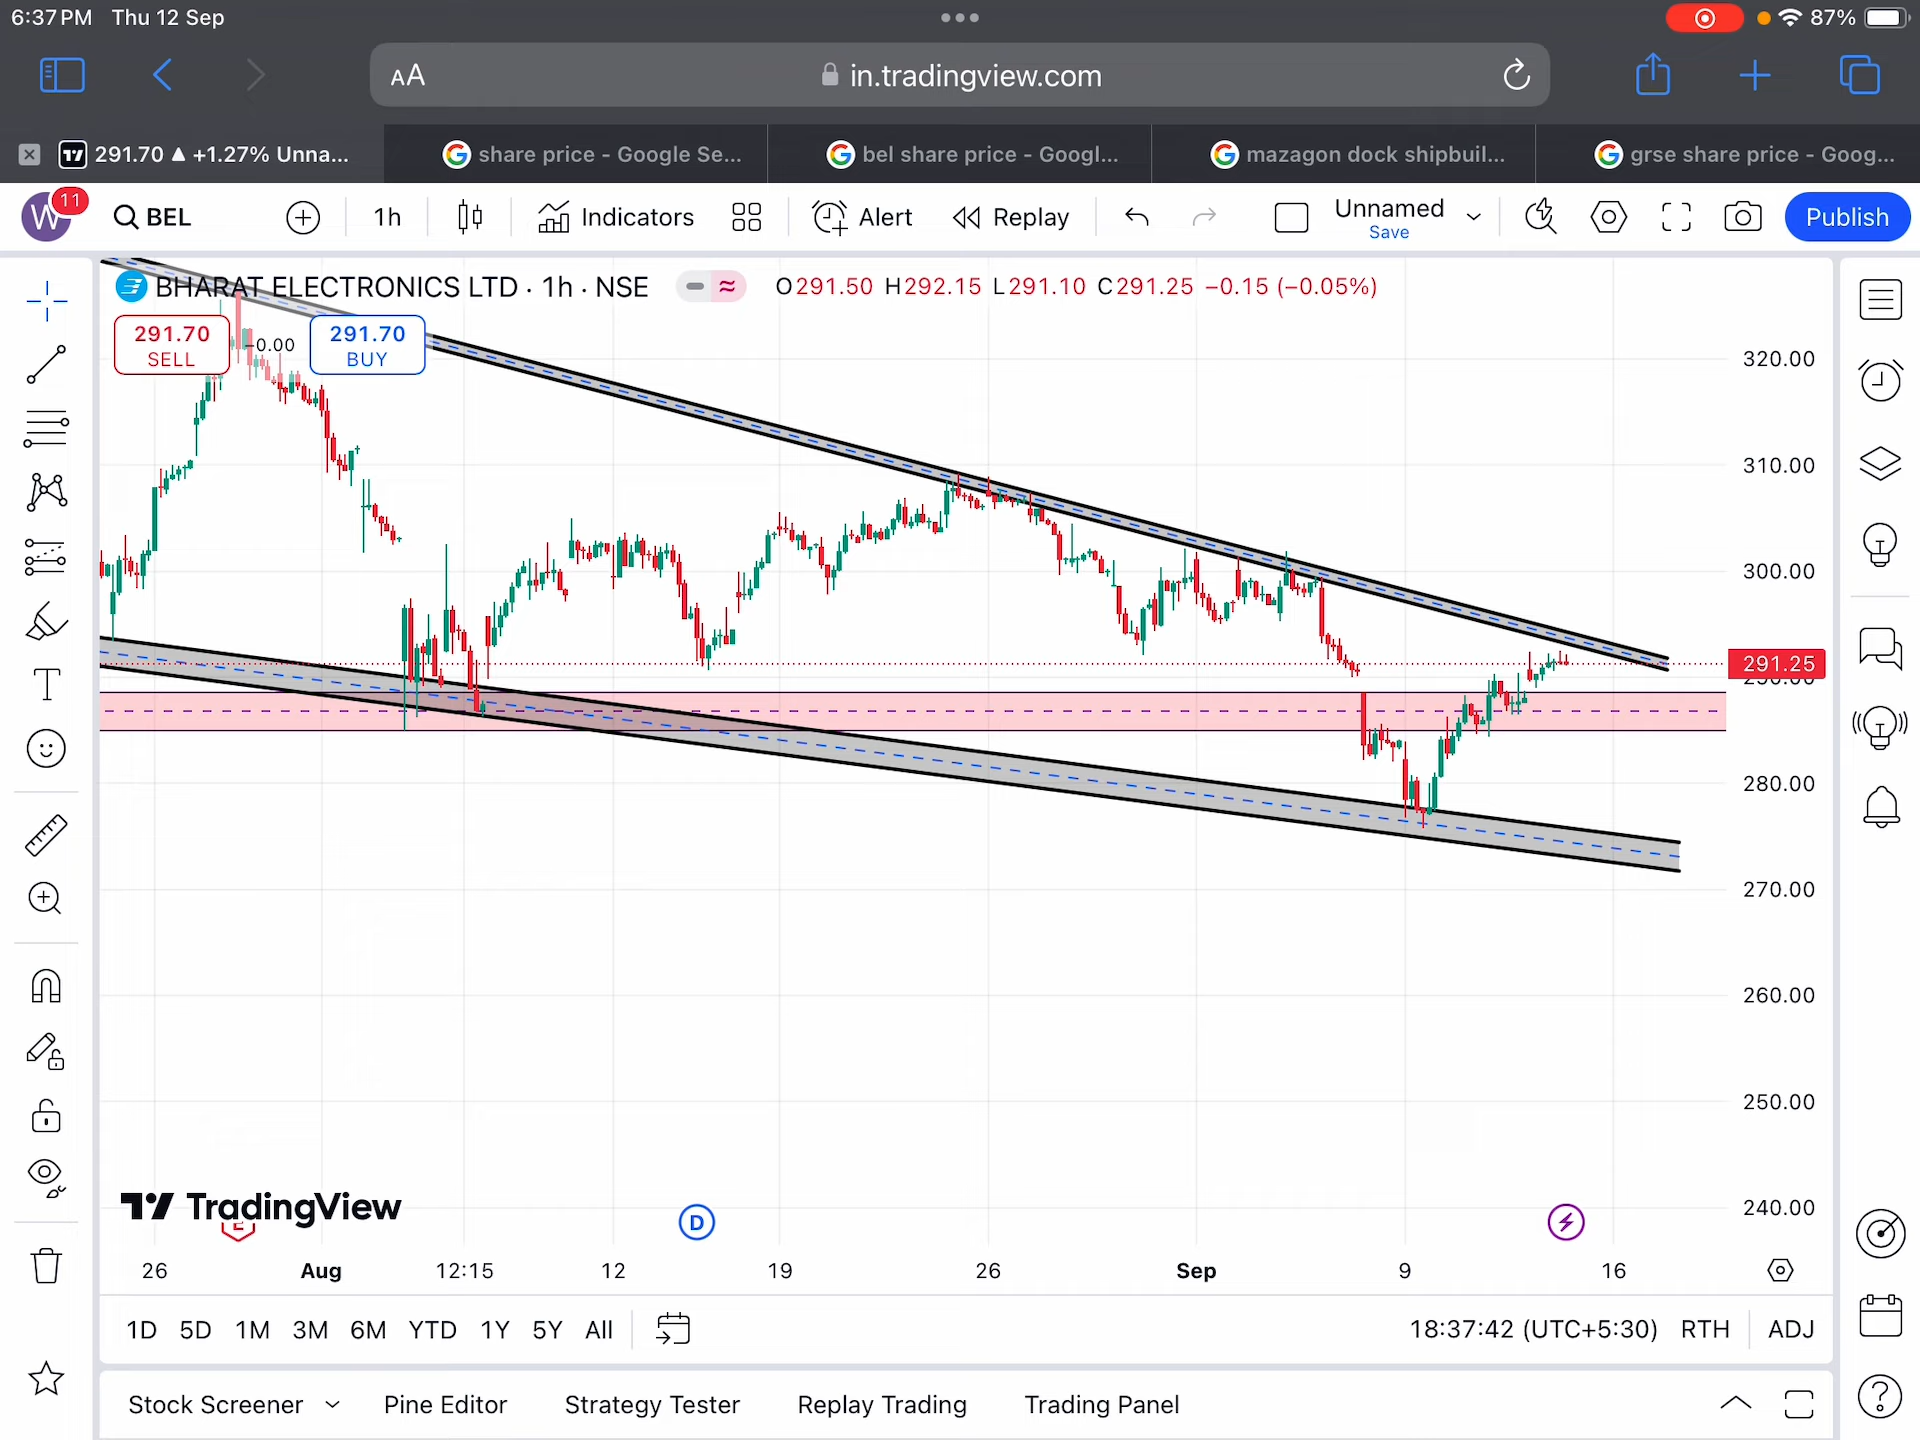 6:37 PM Thu 12 Sep
87%
AA
in.tradingview.com
291.70 ▲ +1.27% Unna...
share price - Google Se...
bel share price - Googl...
mazagon dock shipbuil...
grse share price - Goog...
W
11
BEL
1h
Indicators
Alert
Replay
Unnamed
Save
Publish
BHARAT ELECTRONICS LTD · 1h · NSE
O291.50 H292.15 L291.10 C291.25 −0.15 (−0.05%)
291.70
SELL
0.00
291.70
BUY
320.00
310.00
300.00
291.25
290.00
280.00
270.00
260.00
250.00
240.00
TradingView
E
D
26
Aug
12:15
12
19
26
Sep
9
16
1D 5D 1M 3M 6M YTD 1Y 5Y All
18:37:42 (UTC+5:30) RTH ADJ
Stock Screener
Pine Editor
Strategy Tester
Replay Trading
Trading Panel